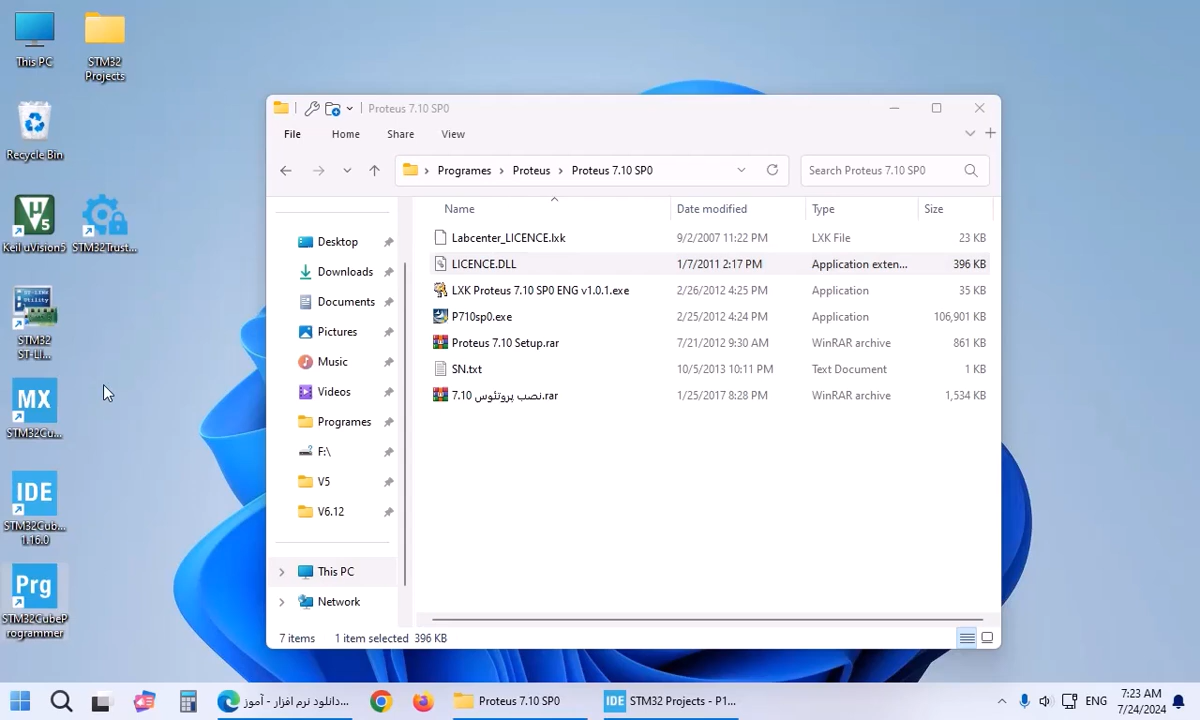 This PC
STM32
Projects
Recycle Bin
Keil uVision5
STM32Trust...
STM32
ST-LI...
MX
STM32Cu...
IDE
STM32Cub...
1.16.0
Prg
STM32CubeP
rogrammer
Proteus 7.10 SP0
File Home Share View
Programes › Proteus › Proteus 7.10 SP0
Search Proteus 7.10 SP0
Name Date modified Type Size
Labcenter_LICENCE.lxk 9/2/2007 11:22 PM LXK File 23 KB
LICENCE.DLL 1/7/2011 2:17 PM Application exten... 396 KB
LXK Proteus 7.10 SP0 ENG v1.0.1.exe 2/26/2012 4:25 PM Application 35 KB
P710sp0.exe 2/25/2012 4:24 PM Application 106,901 KB
Proteus 7.10 Setup.rar 7/21/2012 9:30 AM WinRAR archive 861 KB
SN.txt 10/5/2013 10:11 PM Text Document 1 KB
نصب پروتئوس 7.10.rar 1/25/2017 8:28 PM WinRAR archive 1,534 KB
Desktop
Downloads
Documents
Pictures
Music
Videos
Programes
F:\
V5
V6.12
This PC
Network
7 items 1 item selected 396 KB
دانلود نرم افزار - آموز...
Proteus 7.10 SP0
IDE STM32 Projects - P1...
ENG
7:23 AM
7/24/2024